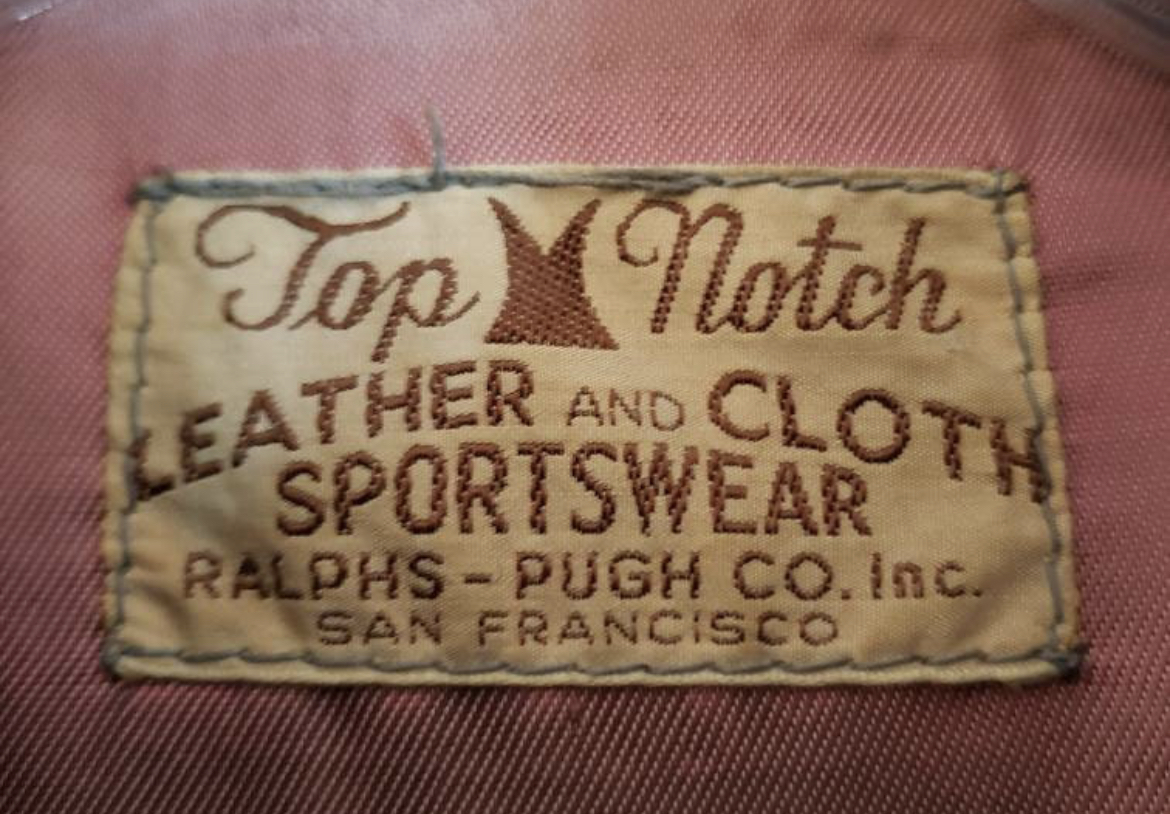 Top Notch
LEATHER AND CLOTH
SPORTSWEAR
RALPHS - PUGH CO. Inc.
SAN FRANCISCO